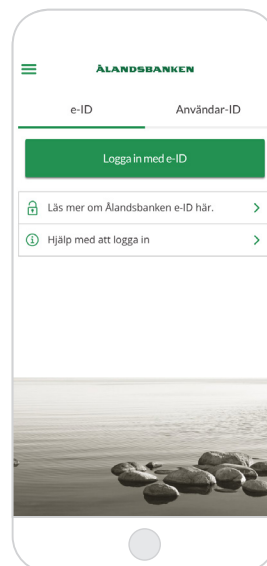 ÅLANDSBANKEN
e-ID
Användar-ID
Logga in med e-ID
Läs mer om Ålandsbanken e-ID här.
Hjälp med att logga in